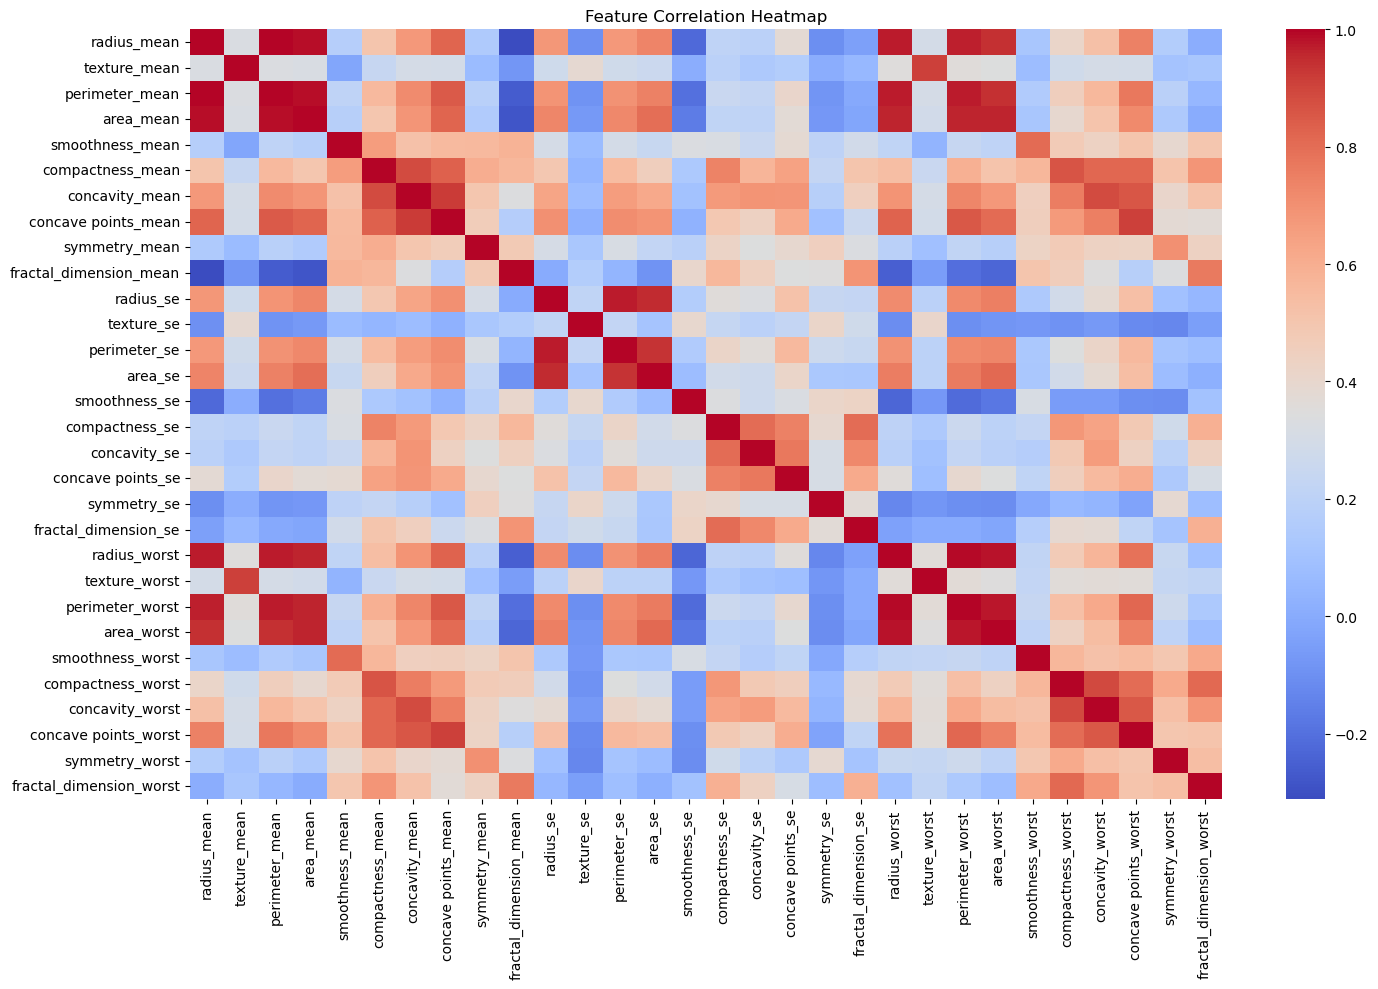 Feature Correlation Heatmap
radius_mean
texture_mean
perimeter_mean
area_mean
smoothness_mean
compactness_mean
concavity_mean
concave points_mean
symmetry_mean
fractal_dimension_mean
radius_se
texture_se
perimeter_se
area_se
smoothness_se
compactness_se
concavity_se
concave points_se
symmetry_se
fractal_dimension_se
radius_worst
texture_worst
perimeter_worst
area_worst
smoothness_worst
compactness_worst
concavity_worst
concave points_worst
symmetry_worst
fractal_dimension_worst
radius_mean
texture_mean
perimeter_mean
area_mean
smoothness_mean
compactness_mean
concavity_mean
concave points_mean
symmetry_mean
fractal_dimension_mean
radius_se
texture_se
perimeter_se
area_se
smoothness_se
compactness_se
concavity_se
concave points_se
symmetry_se
fractal_dimension_se
radius_worst
texture_worst
perimeter_worst
area_worst
smoothness_worst
compactness_worst
concavity_worst
concave points_worst
symmetry_worst
fractal_dimension_worst
1.0
0.8
0.6
0.4
0.2
0.0
−0.2